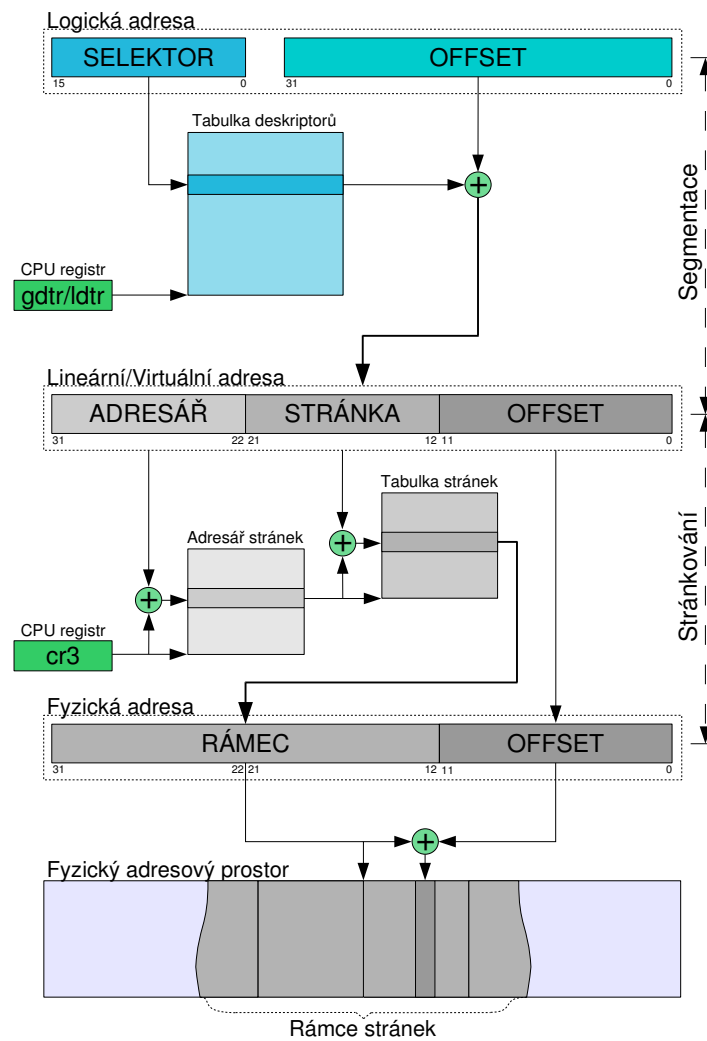 Logická adresa
SELEKTOR OFFSET
15 0 31 0
Tabulka deskriptorů
+
Segmentace
CPU registr
gdtr/ldtr
Lineární/Virtuální adresa
ADRESÁŘ STRÁNKA OFFSET
31 22 21 12 11 0
Tabulka stránek
Adresář stránek
+
+
Stránkování
CPU registr
cr3
Fyzická adresa
RÁMEC OFFSET
31 22 21 12 11 0
+
Fyzický adresový prostor
Rámce stránek